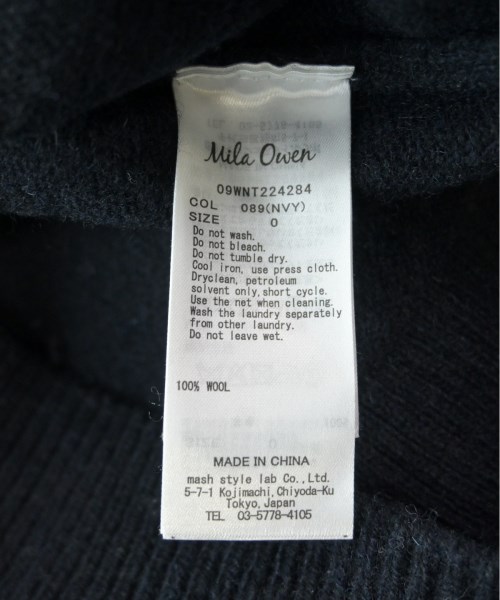 Mila Owen
09WNT224284
COL 089(NVY)
SIZE 0
Do not wash.
Do not bleach.
Do not tumble dry.
Cool iron, use press cloth.
Dryclean, petroleum
solvent only,short cycle.
Use the net when cleaning.
Wash the laundry separately
from other laundry.
Do not leave wet.
100% WOOL
MADE IN CHINA
mash style lab Co.,Ltd.
5-7-1 Kojimachi,Chiyoda-Ku
Tokyo,Japan
TEL 03-5778-4105